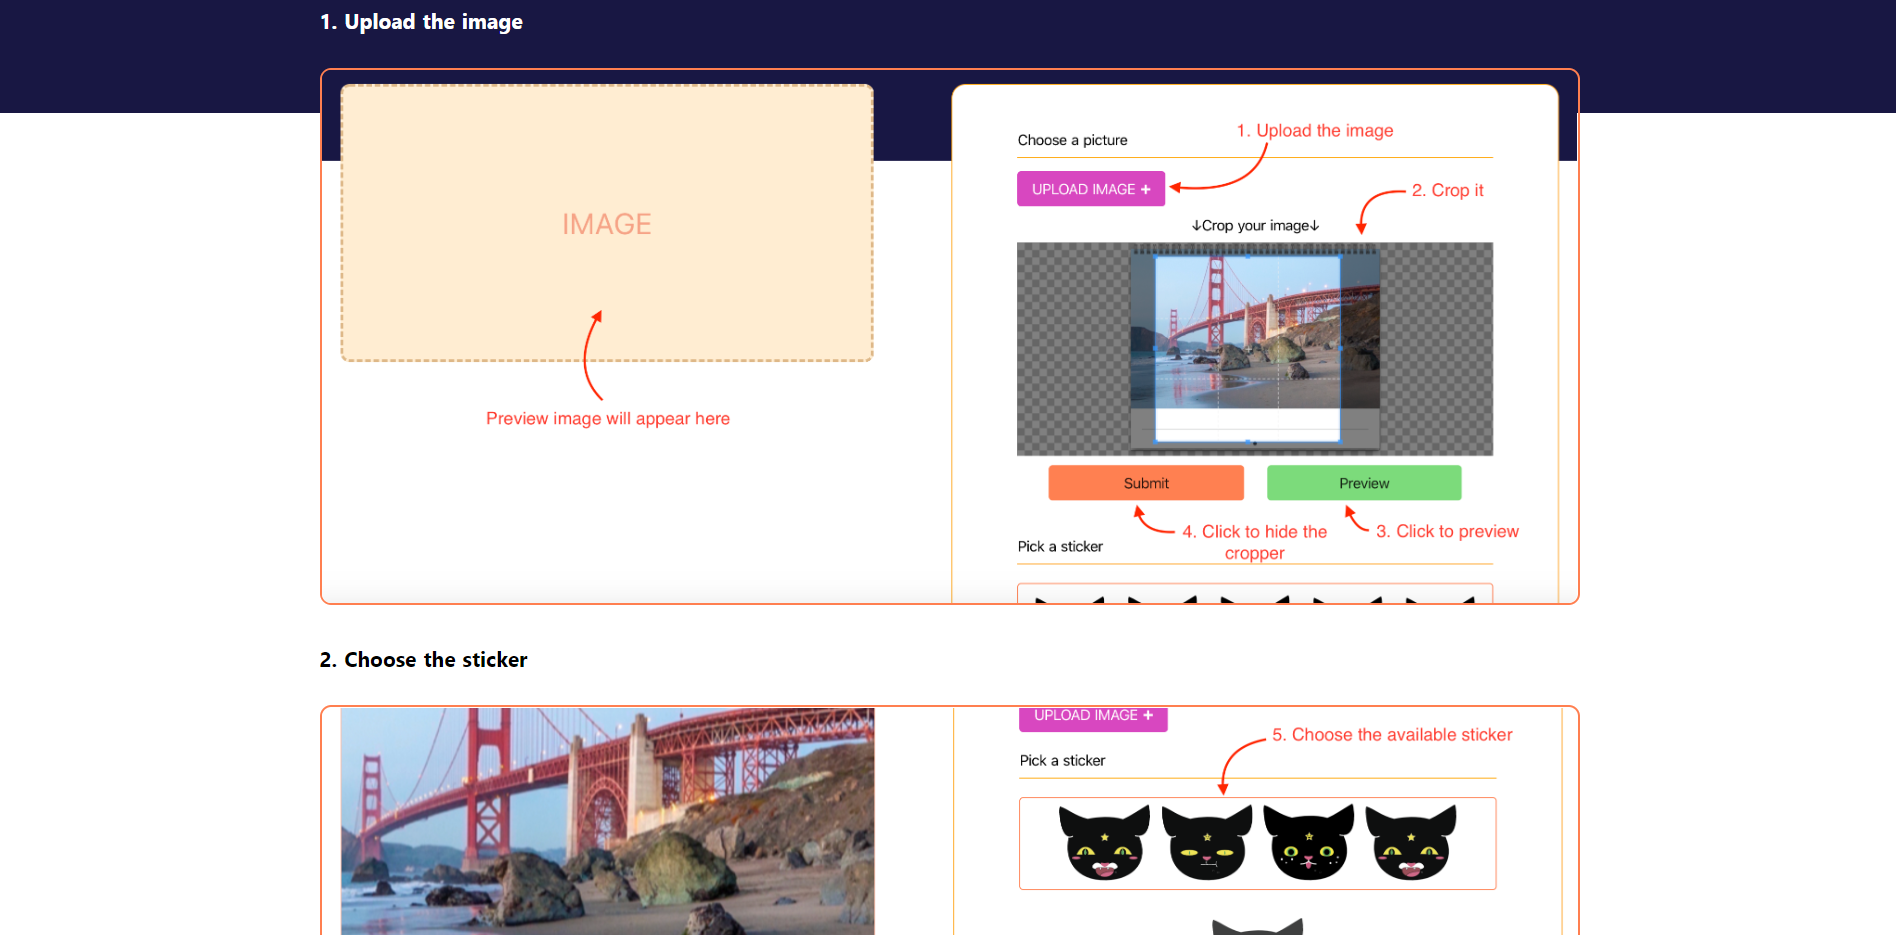 1. Upload the image
Choose a picture
1. Upload the image
UPLOAD IMAGE +
2. Crop it
↓Crop your image↓
IMAGE
Preview image will appear here
Submit
Preview
4. Click to hide the
cropper
3. Click to preview
Pick a sticker
2. Choose the sticker
UPLOAD IMAGE +
5. Choose the available sticker
Pick a sticker